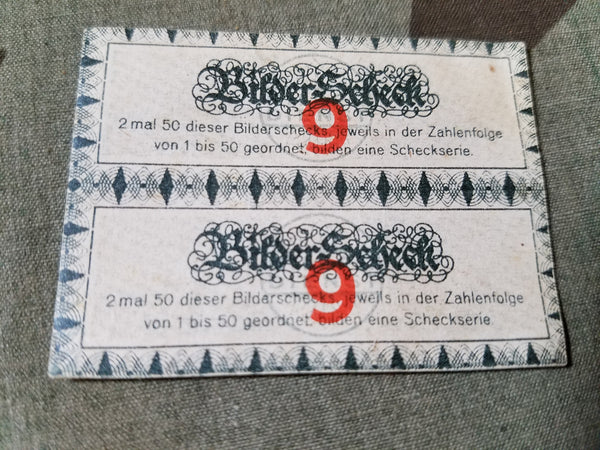 Bilder Scheck
9
2 mal 50 dieser Bilderschecks, jeweils in der Zahlenfolge
von 1 bis 50 geordnet, bilden eine Scheckserie.
Bilder Scheck
9
2 mal 50 dieser Bilderschecks, jeweils in der Zahlenfolge
von 1 bis 50 geordnet, bilden eine Scheckserie.